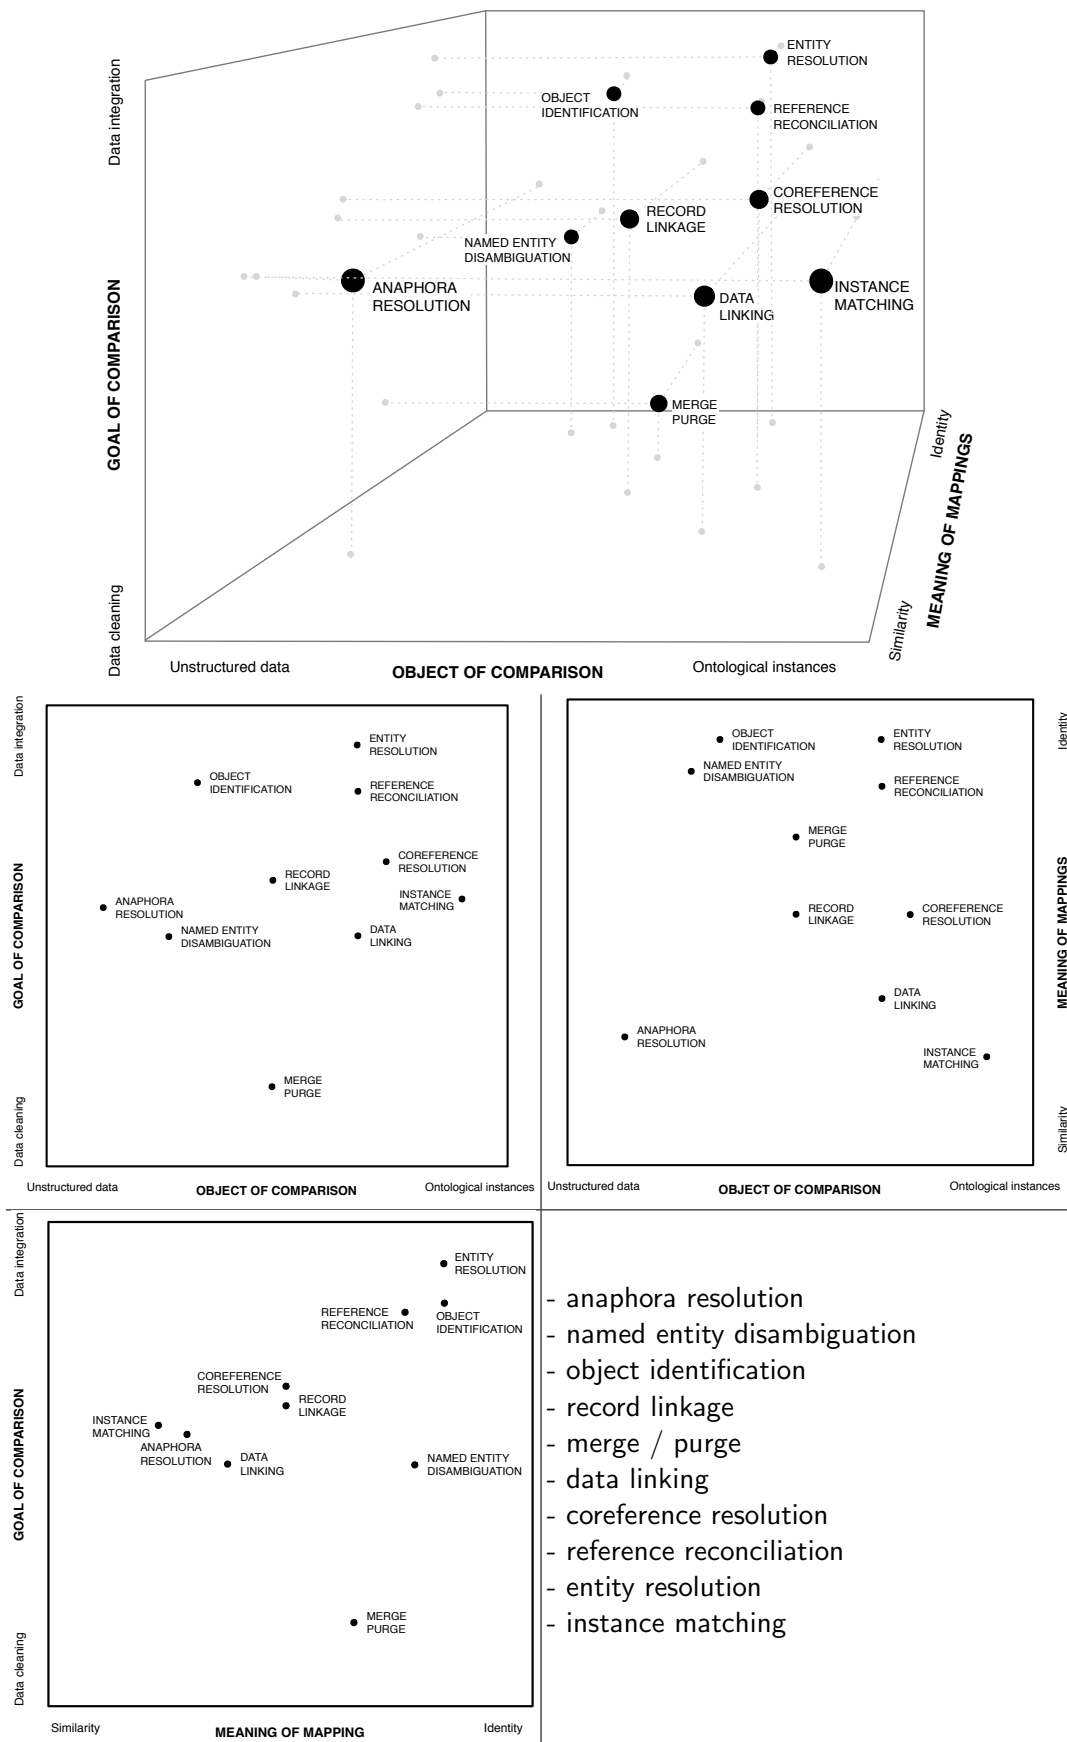 Data integration
GOAL OF COMPARISON
Data cleaning
ENTITY
RESOLUTION
OBJECT
IDENTIFICATION
REFERENCE
RECONCILIATION
COREFERENCE
RESOLUTION
RECORD
LINKAGE
NAMED ENTITY
DISAMBIGUATION
ANAPHORA
RESOLUTION
DATA
LINKING
INSTANCE
MATCHING
MERGE
PURGE
Identity
MEANING OF MAPPINGS
Similarity
Unstructured data
OBJECT OF COMPARISON
Ontological instances
Data integration
GOAL OF COMPARISON
Data cleaning
ENTITY
RESOLUTION
OBJECT
IDENTIFICATION
REFERENCE
RECONCILIATION
COREFERENCE
RESOLUTION
RECORD
LINKAGE
INSTANCE
MATCHING
ANAPHORA
RESOLUTION
NAMED ENTITY
DISAMBIGUATION
DATA
LINKING
MERGE
PURGE
Unstructured data
OBJECT OF COMPARISON
Ontological instances
OBJECT
IDENTIFICATION
ENTITY
RESOLUTION
NAMED ENTITY
DISAMBIGUATION
REFERENCE
RECONCILIATION
MERGE
PURGE
RECORD
LINKAGE
COREFERENCE
RESOLUTION
DATA
LINKING
ANAPHORA
RESOLUTION
INSTANCE
MATCHING
Identity
MEANING OF MAPPINGS
Similarity
Unstructured data
OBJECT OF COMPARISON
Ontological instances
Data integration
GOAL OF COMPARISON
Data cleaning
ENTITY
RESOLUTION
REFERENCE
RECONCILIATION
OBJECT
IDENTIFICATION
COREFERENCE
RESOLUTION
RECORD
LINKAGE
INSTANCE
MATCHING
ANAPHORA
RESOLUTION
DATA
LINKING
NAMED ENTITY
DISAMBIGUATION
MERGE
PURGE
Similarity
MEANING OF MAPPING
Identity
- anaphora resolution
- named entity disambiguation
- object identification
- record linkage
- merge / purge
- data linking
- coreference resolution
- reference reconciliation
- entity resolution
- instance matching